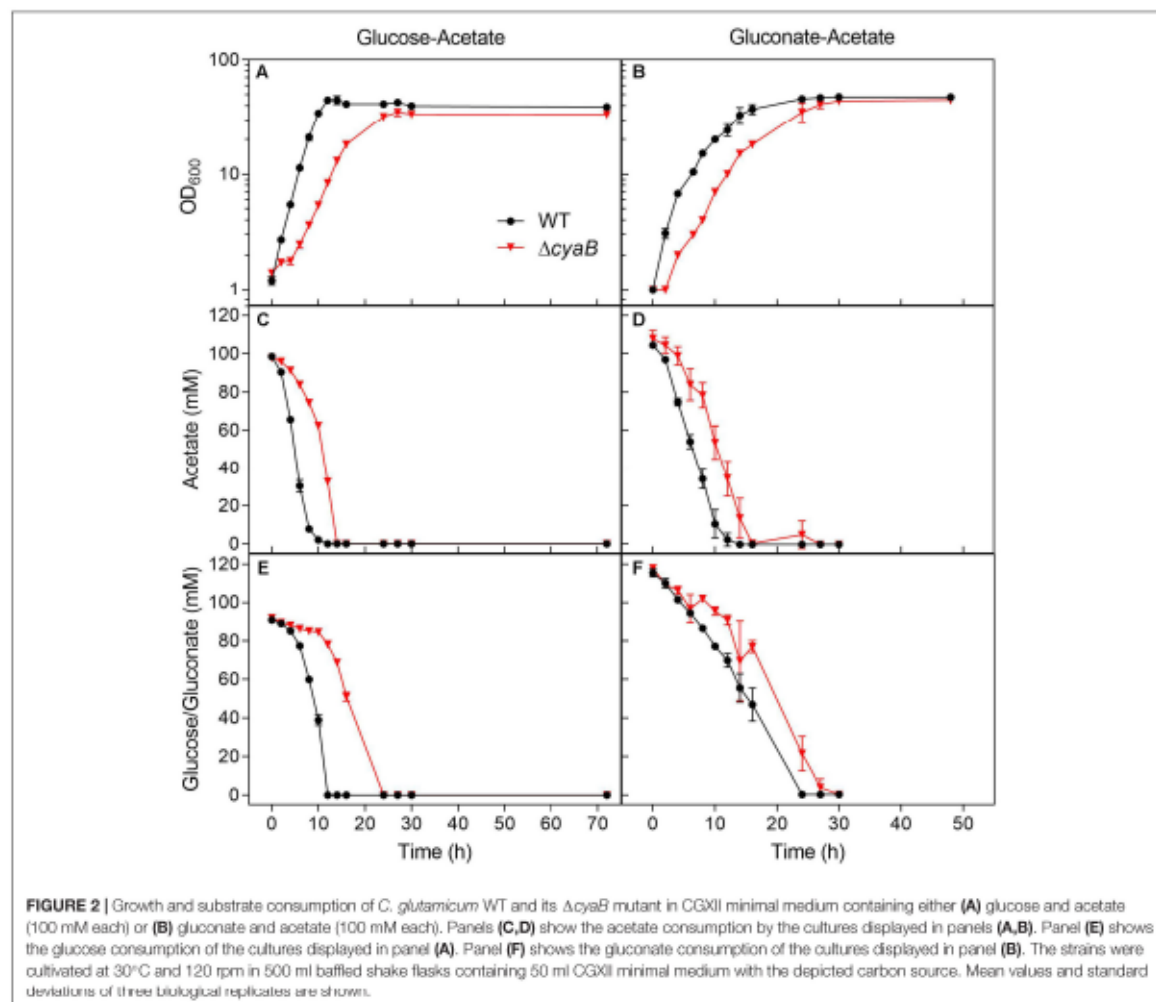 Glucose-Acetate
Gluconate-Acetate
A
B
100
10
1
OD600
WT
ΔcyaB
C
D
120
100
80
60
40
20
0
Acetate (mM)
E
F
120
100
80
60
40
20
0
Glucose/Gluconate (mM)
0 10 20 30 40 50 60 70
0 10 20 30 40 50
Time (h)
Time (h)
FIGURE 2 | Growth and substrate consumption of C. glutamicum WT and its ΔcyaB mutant in CGXII minimal medium containing either (A) glucose and acetate
(100 mM each) or (B) gluconate and acetate (100 mM each). Panels (C,D) show the acetate consumption by the cultures displayed in panels (A,B). Panel (E) shows
the glucose consumption of the cultures displayed in panel (A). Panel (F) shows the gluconate consumption of the cultures displayed in panel (B). The strains were
cultivated at 30°C and 120 rpm in 500 ml baffled shake flasks containing 50 ml CGXII minimal medium with the depicted carbon source. Mean values and standard
deviations of three biological replicates are shown.